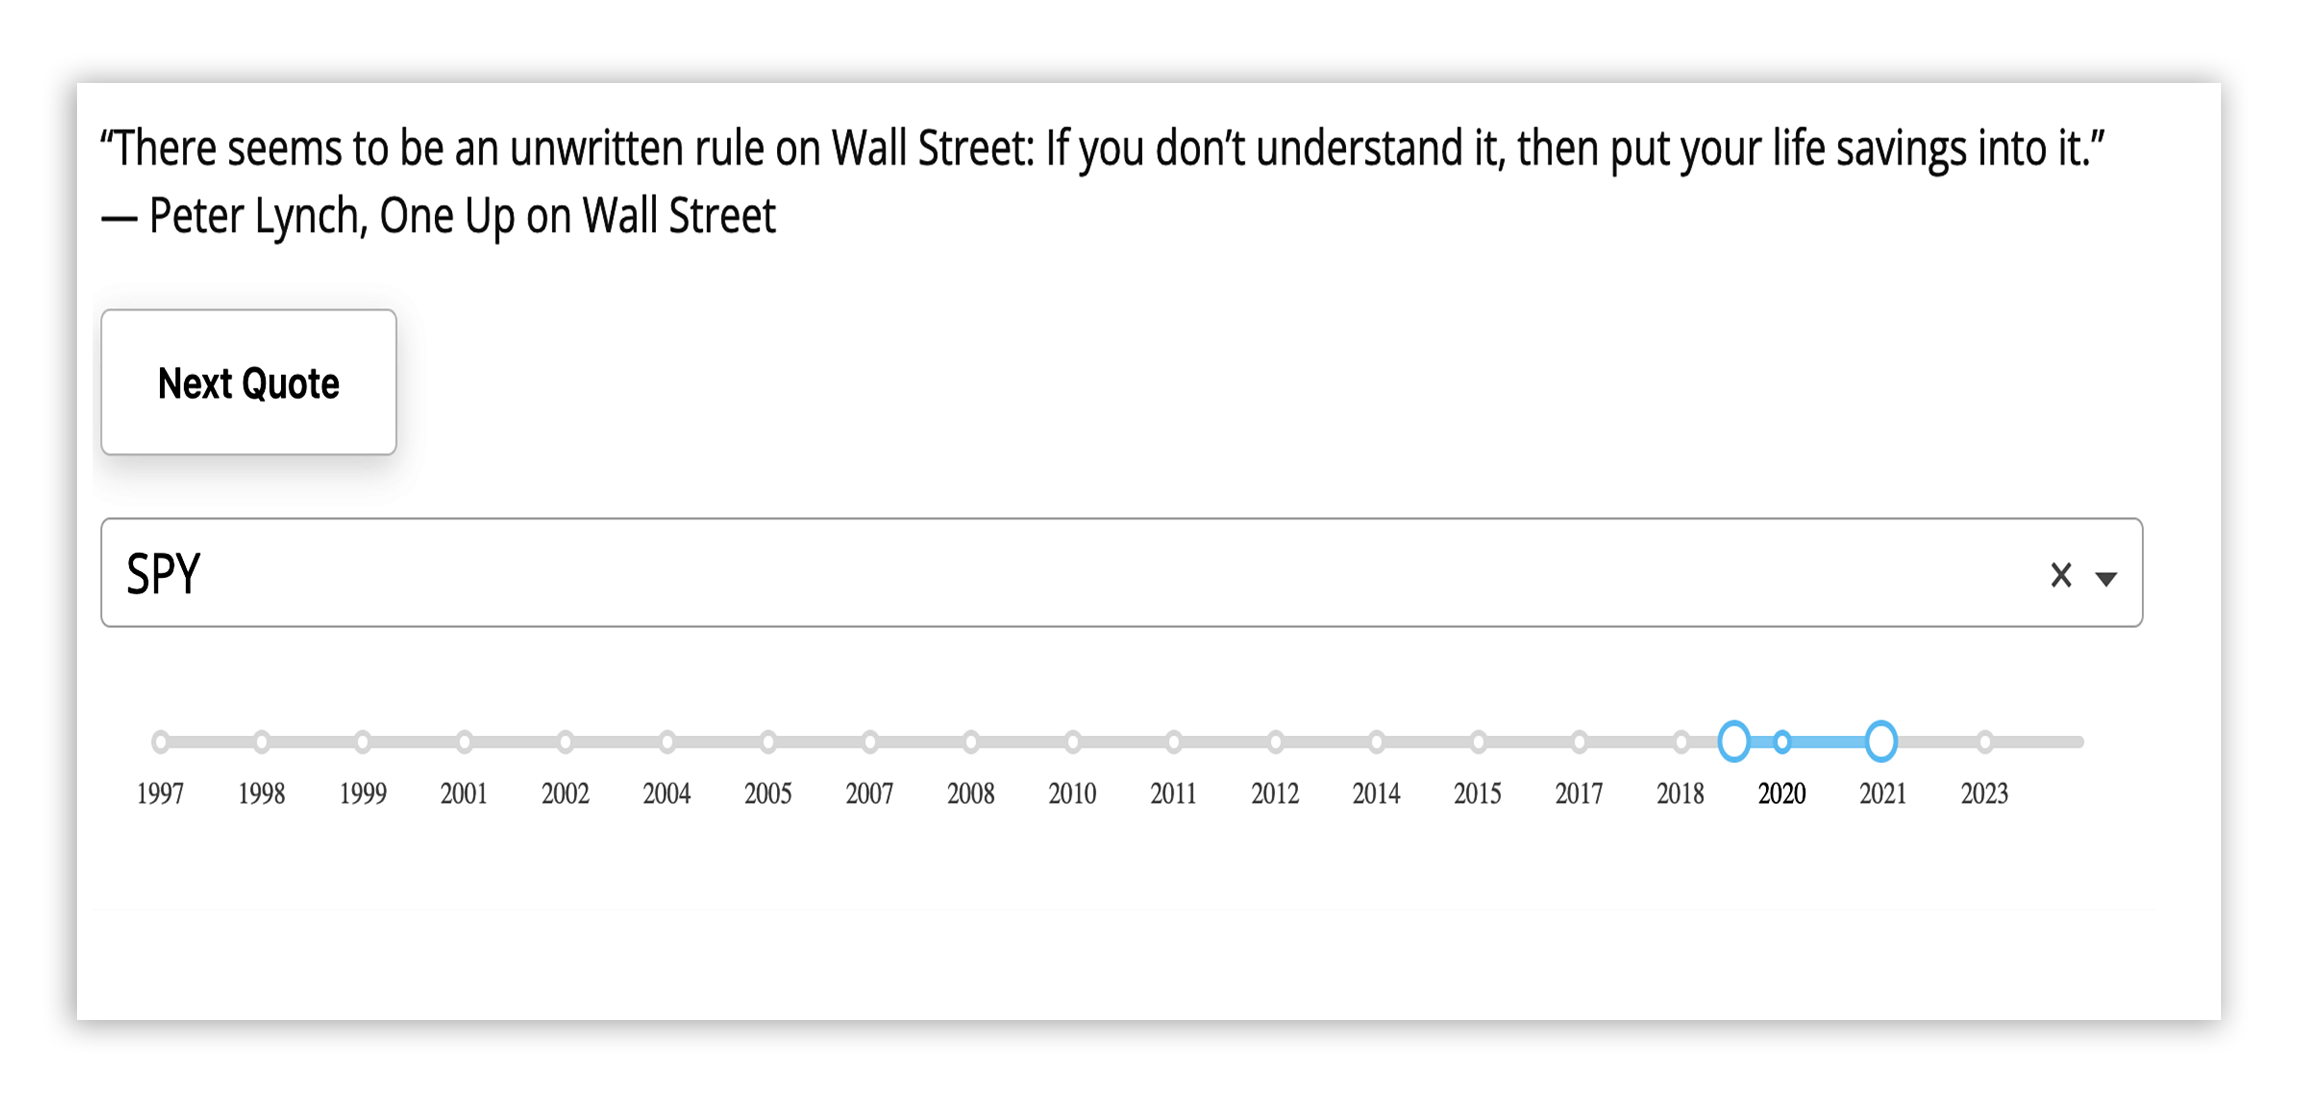 “There seems to be an unwritten rule on Wall Street: If you don’t understand it, then put your life savings into it.”
— Peter Lynch, One Up on Wall Street
Next Quote
SPY
1997 1998 1999 2001 2002 2004 2005 2007 2008 2010 2011 2012 2014 2015 2017 2018 2020 2021 2023